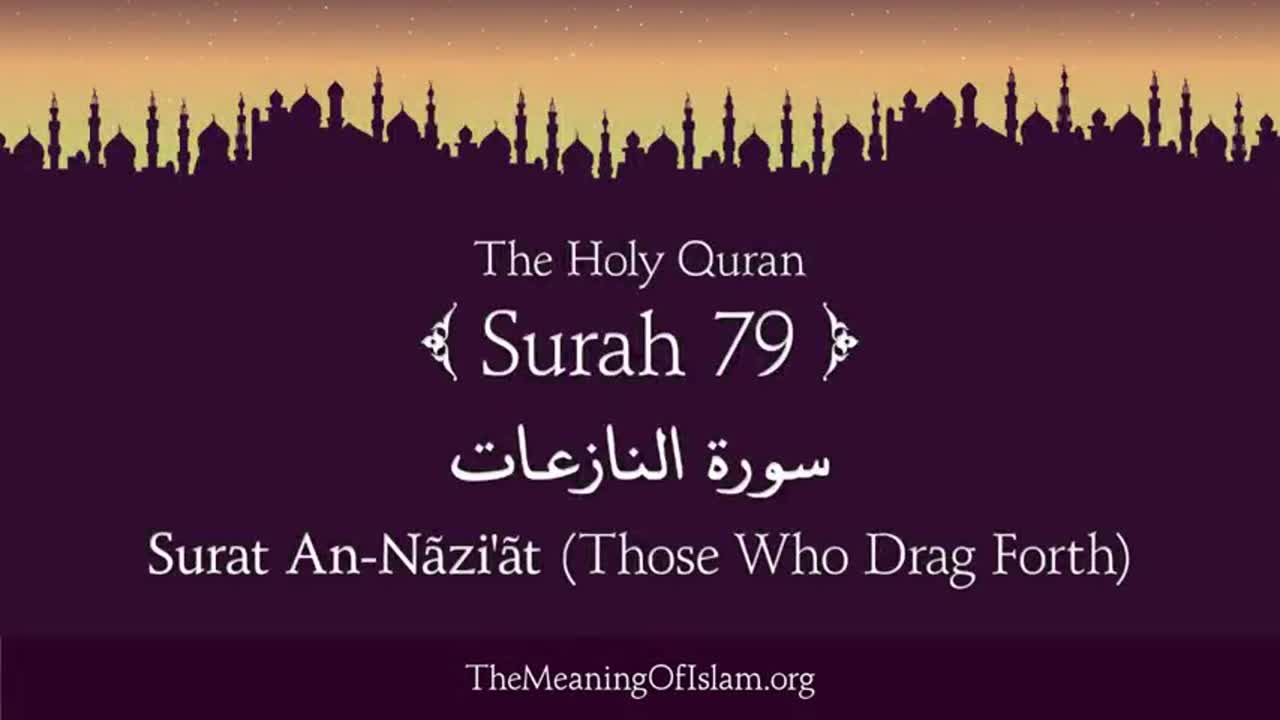 The Holy Quran
Surah 79
سورة النازعات
Surat An-Nãzi'ãt (Those Who Drag Forth)
TheMeaningOfIslam.org